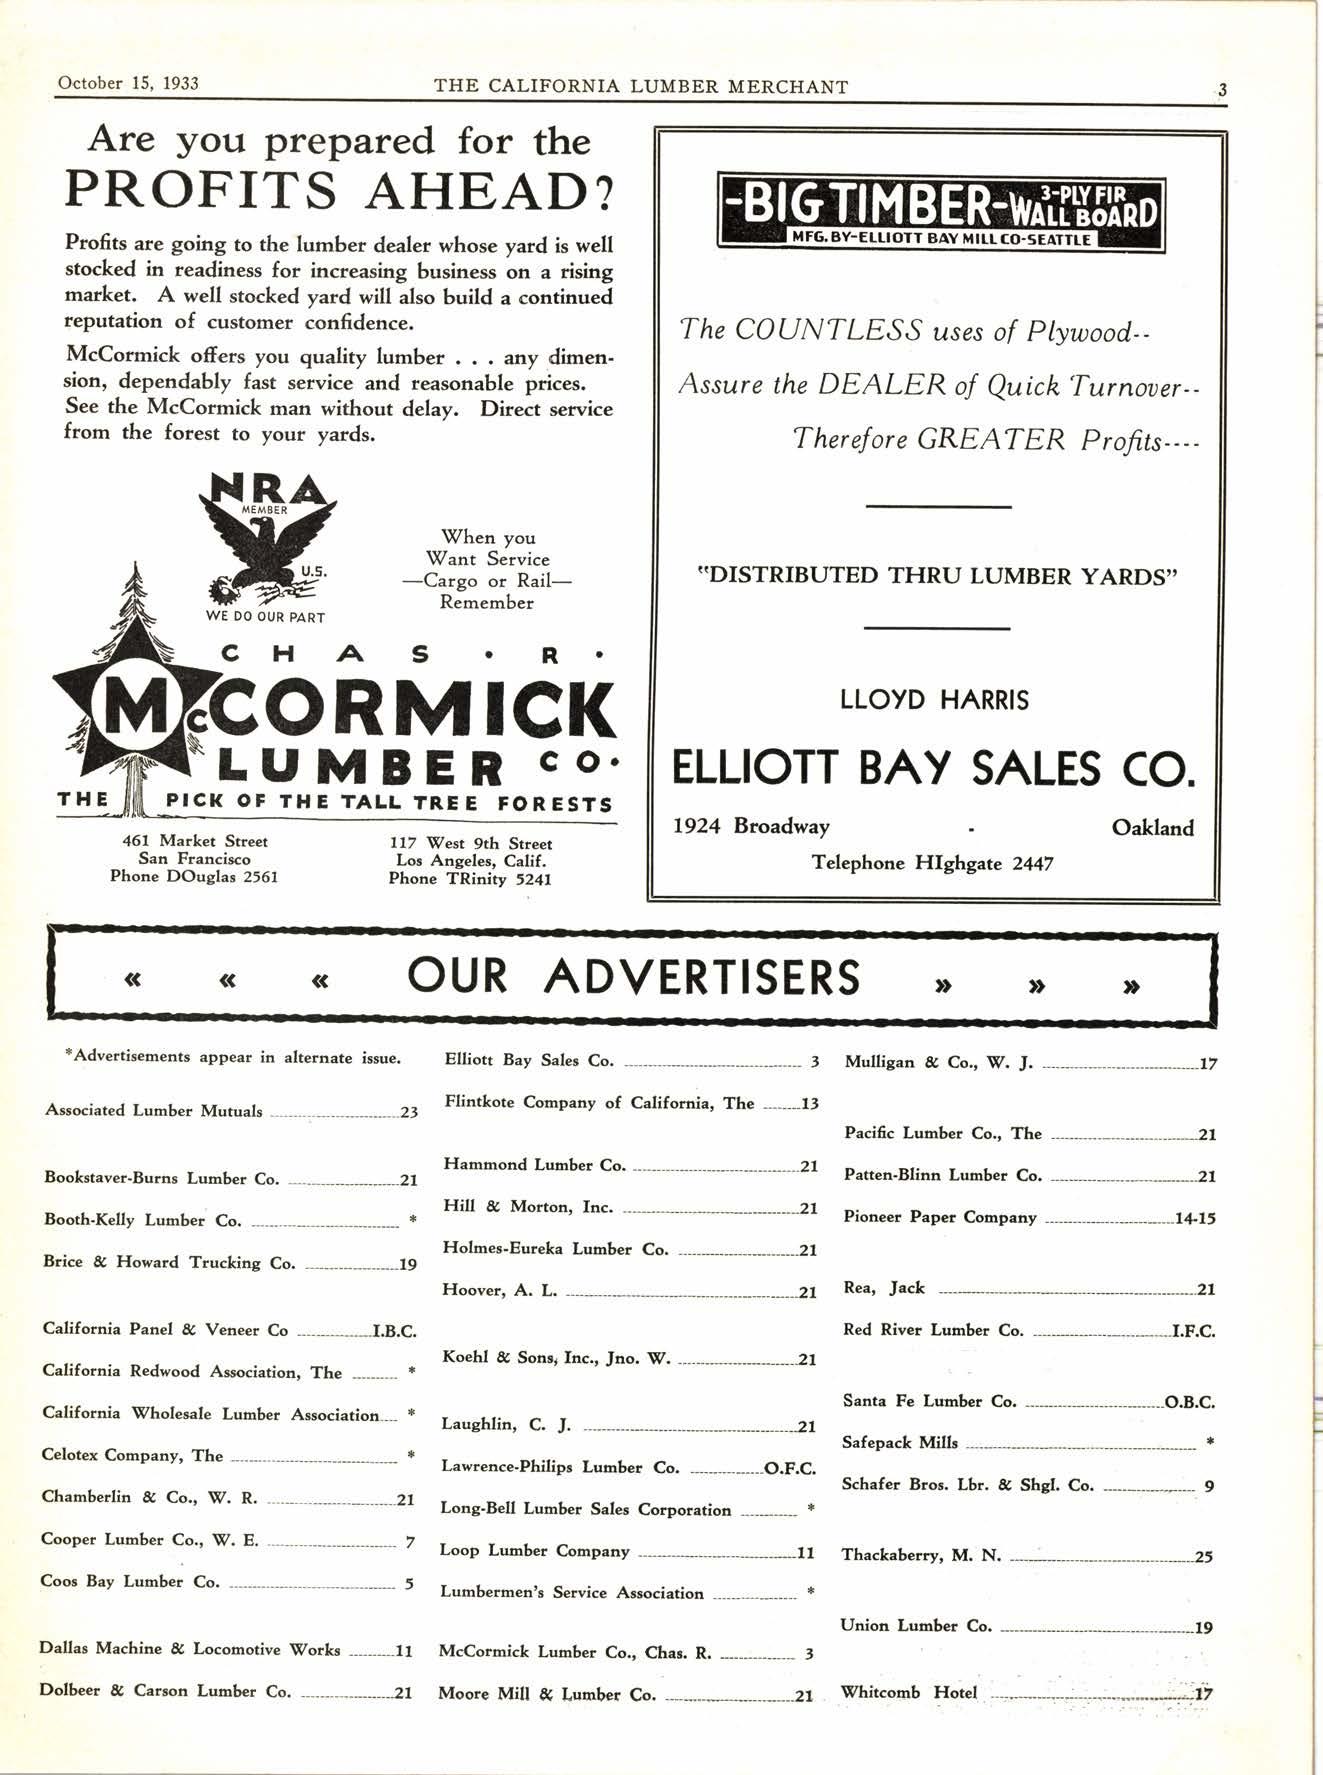 October 15, 1933 THE CALIFORNIA LUMBER MERCHANT 3
Are you prepared for the
PROFITS AHEAD?
Profits are going to the lumber dealer whose yard is well
stocked in readiness for increasing business on a rising
market. A well stocked yard will also build a continued
reputation of customer confidence.
McCormick offers you quality lumber . . . any dimen-
sion, dependably fast service and reasonable prices.
See the McCormick man without delay. Direct service
from the forest to your yards.
NRA
MEMBER
U.S.
WE DO OUR PART
When you
Want Service
—Cargo or Rail—
Remember
CHAS. R.
McCORMICK
LUMBER CO.
THE PICK OF THE TALL TREE FORESTS
461 Market Street
San Francisco
Phone DOuglas 2561
117 West 9th Street
Los Angeles, Calif.
Phone TRinity 5241
-BIG TIMBER- 3-PLY FIR
WALL BOARD
MFG. BY-ELLIOTT BAY MILL CO-SEATTLE
The COUNTLESS uses of Plywood--
Assure the DEALER of Quick Turnover--
Therefore GREATER Profits----
"DISTRIBUTED THRU LUMBER YARDS"
LLOYD HARRIS
ELLIOTT BAY SALES CO.
1924 Broadway - Oakland
Telephone HIghgate 2447
« « « OUR ADVERTISERS » » »
*Advertisements appear in alternate issue.
Associated Lumber Mutuals 23
Bookstaver-Burns Lumber Co. 21
Booth-Kelly Lumber Co. *
Brice & Howard Trucking Co. 19
California Panel & Veneer Co I.B.C.
California Redwood Association, The *
California Wholesale Lumber Association *
Celotex Company, The *
Chamberlin & Co., W. R. 21
Cooper Lumber Co., W. E. 7
Coos Bay Lumber Co. 5
Dallas Machine & Locomotive Works 11
Dolbeer & Carson Lumber Co. 21
Elliott Bay Sales Co. 3
Flintkote Company of California, The 13
Hammond Lumber Co. 21
Hill & Morton, Inc. 21
Holmes-Eureka Lumber Co. 21
Hoover, A. L. 21
Koehl & Sons, Inc., Jno. W. 21
Laughlin, C. J. 21
Lawrence-Philips Lumber Co. O.F.C.
Long-Bell Lumber Sales Corporation *
Loop Lumber Company 11
Lumbermen's Service Association *
McCormick Lumber Co., Chas. R. 3
Moore Mill & Lumber Co. 21
Mulligan & Co., W. J. 17
Pacific Lumber Co., The 21
Patten-Blinn Lumber Co. 21
Pioneer Paper Company 14-15
Rea, Jack 21
Red River Lumber Co. I.F.C.
Santa Fe Lumber Co. O.B.C.
Safepack Mills *
Schafer Bros. Lbr. & Shgl. Co. 9
Thackaberry, M. N. 25
Union Lumber Co. 19
Whitcomb Hotel 17